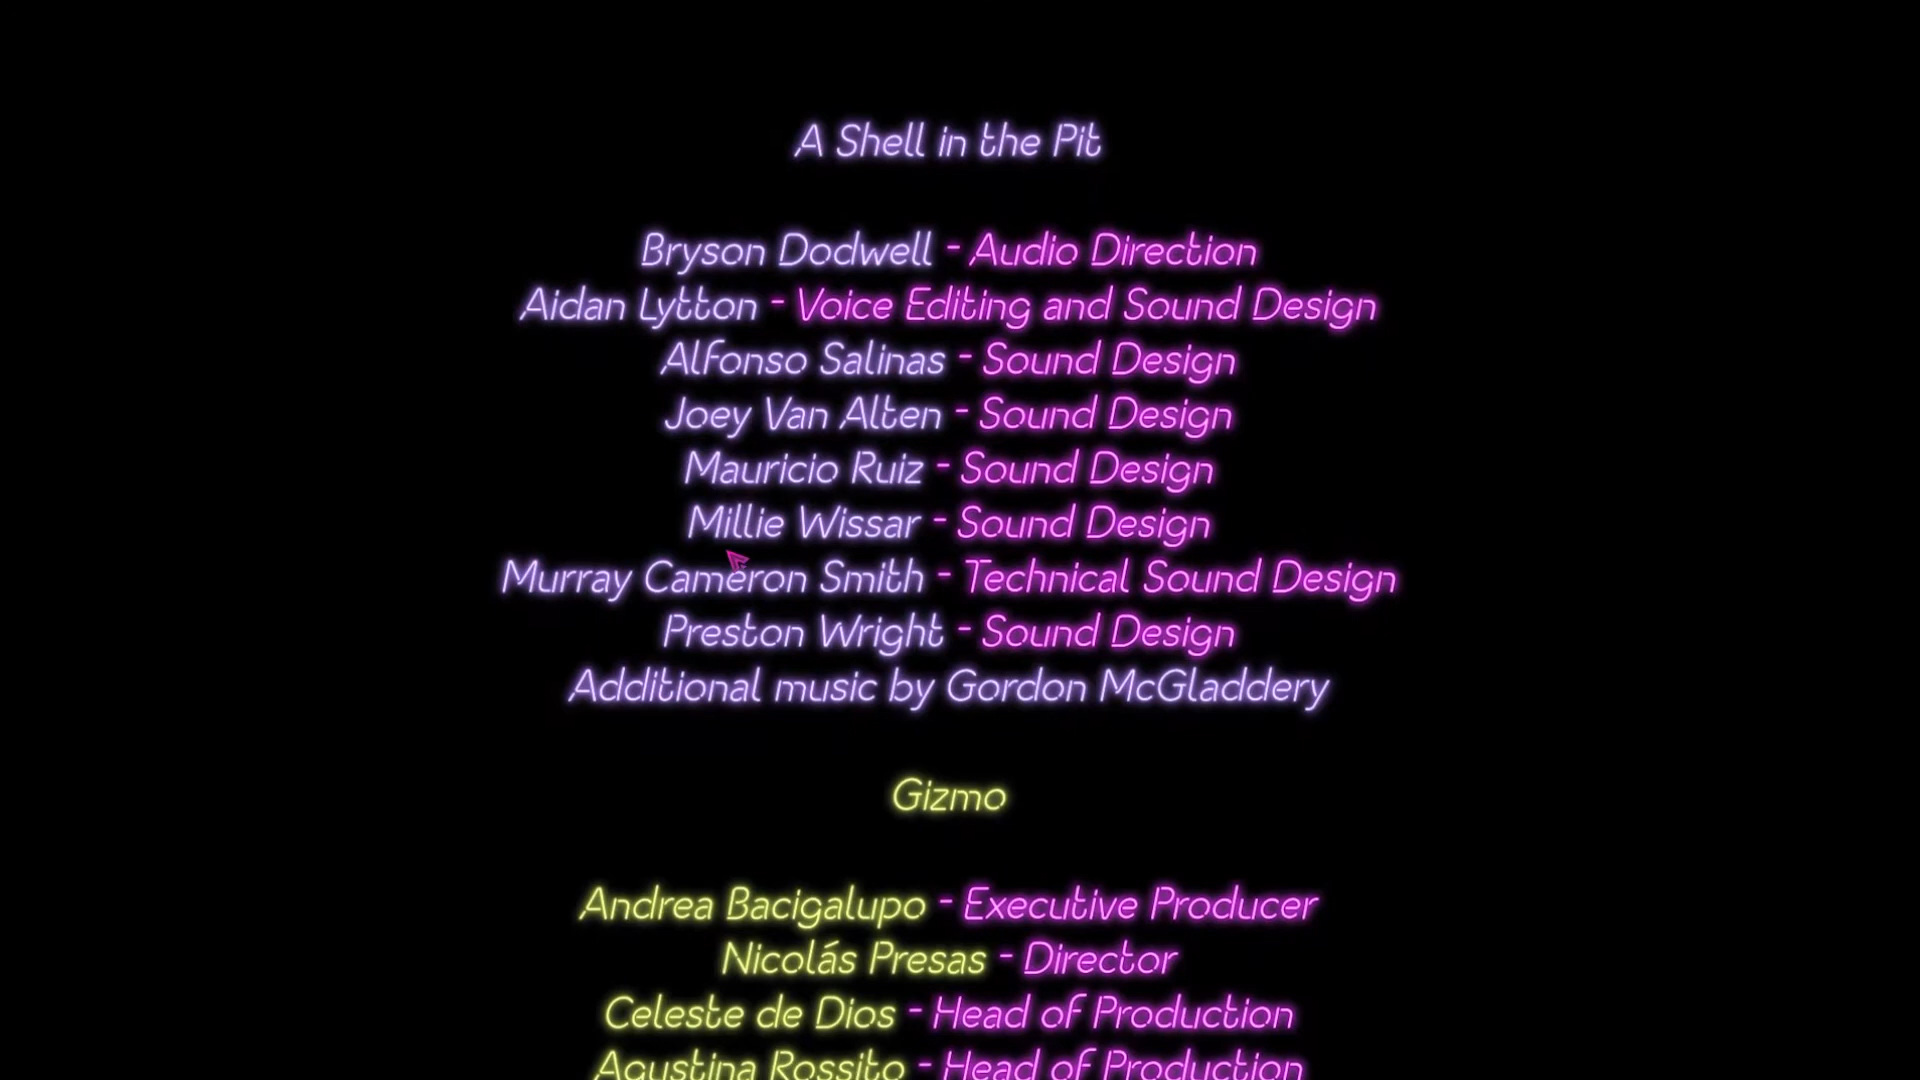 A Shell in the Pit
Bryson Dodwell - Audio Direction
Aidan Lytton - Voice Editing and Sound Design
Alfonso Salinas - Sound Design
Joey Van Alten - Sound Design
Mauricio Ruiz - Sound Design
Millie Wissar - Sound Design
Murray Cameron Smith - Technical Sound Design
Preston Wright - Sound Design
Additional music by Gordon McGladdery
Gizmo
Andrea Bacigalupo - Executive Producer
Nicolás Presas - Director
Celeste de Dios - Head of Production
Agustina Rossito - Head of Production